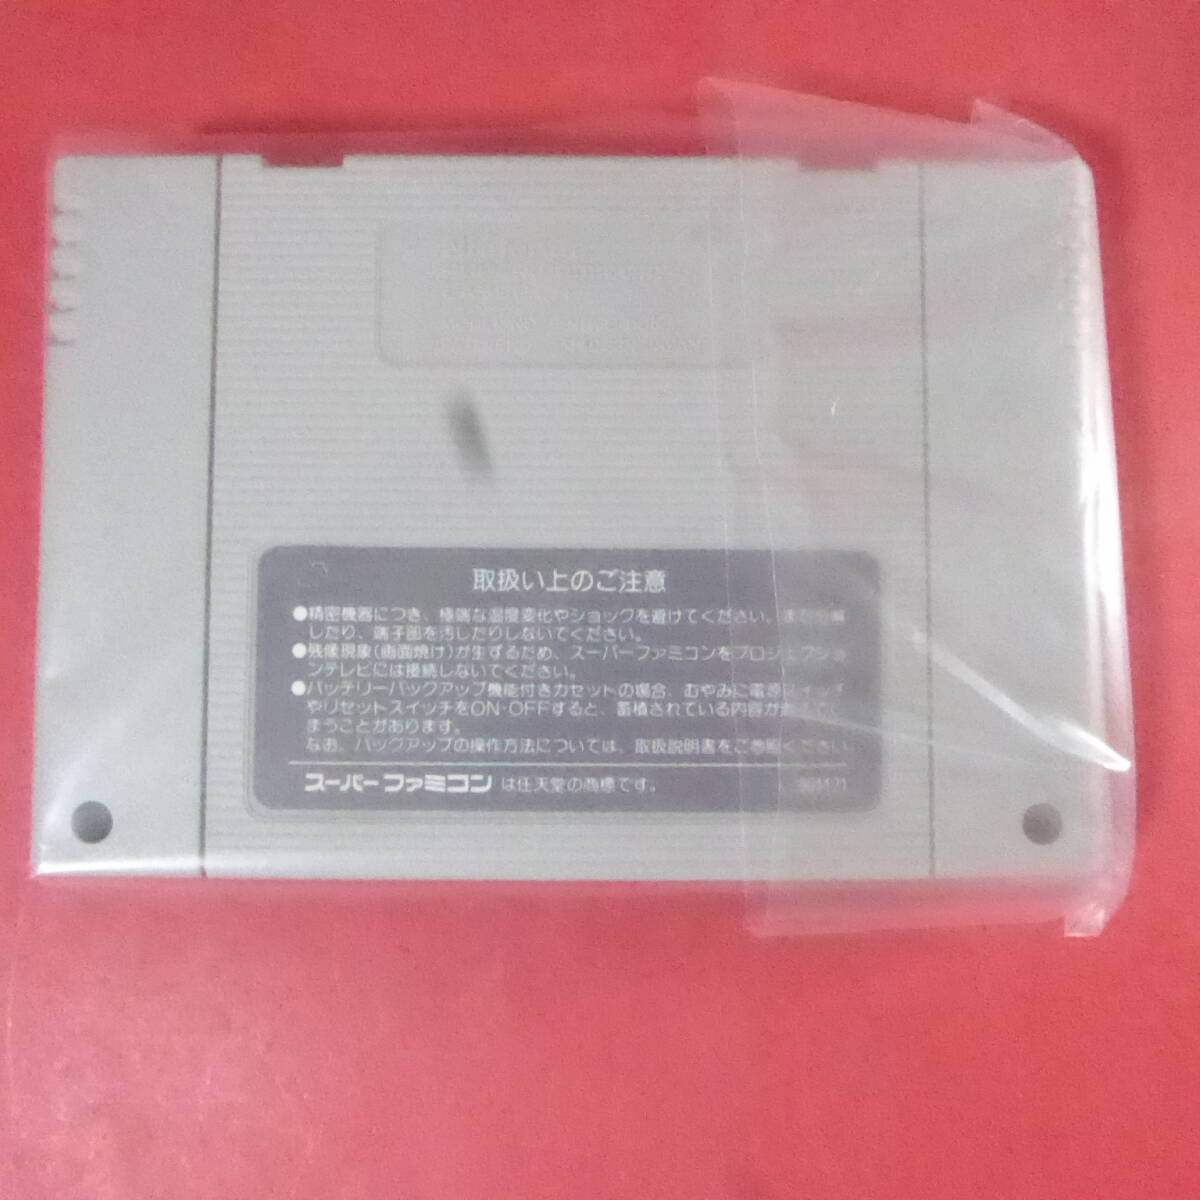 取扱い上のご注意
●精密機器につき、極端な温度変化やショックを避けてください。また分解
したり、端子部を汚したりしないでください。
●残像現象(画面焼け)が生ずるため、スーパーファミコンをプロジェクショ
ンテレビには接続しないでください。
●バッテリーバックアップ機能付きカセットの場合、むやみに電源スイッチ
やリセットスイッチをON・OFFすると、蓄積されている内容が消えてし
まうことがあります。
なお、バックアップの操作方法については、取扱説明書をご参照ください
スーパーファミコン は任天堂の商標です。